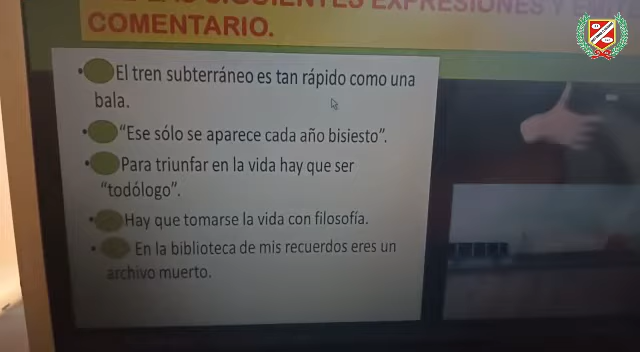 COMENTARIO.
•El tren subterráneo es tan rápido como una
bala.
•"Ese sólo se aparece cada año bisiesto".
•Para triunfar en la vida hay que ser
"todólogo".
•Hay que tomarse la vida con filosofía.
• En la biblioteca de mis recuerdos eres un
archivo muerto.